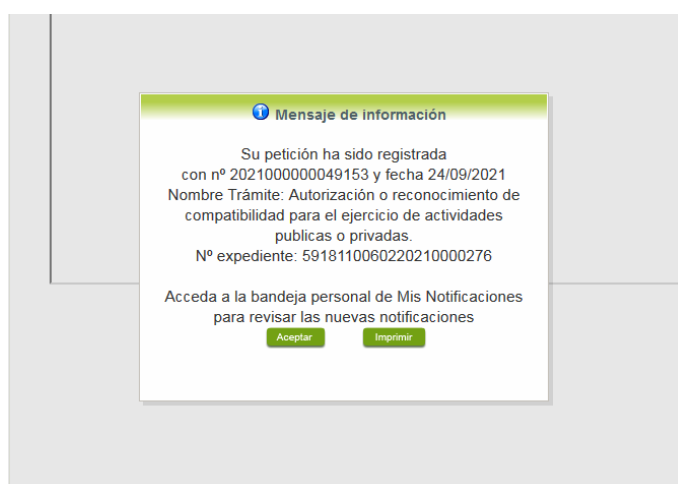 Mensaje de información
Su petición ha sido registrada
con nº 2021000000049153 y fecha 24/09/2021
Nombre Trámite: Autorización o reconocimiento de
compatibilidad para el ejercicio de actividades
publicas o privadas.
Nº expediente: 5918110060220210000276
Acceda a la bandeja personal de Mis Notificaciones
para revisar las nuevas notificaciones
Aceptar Imprimir